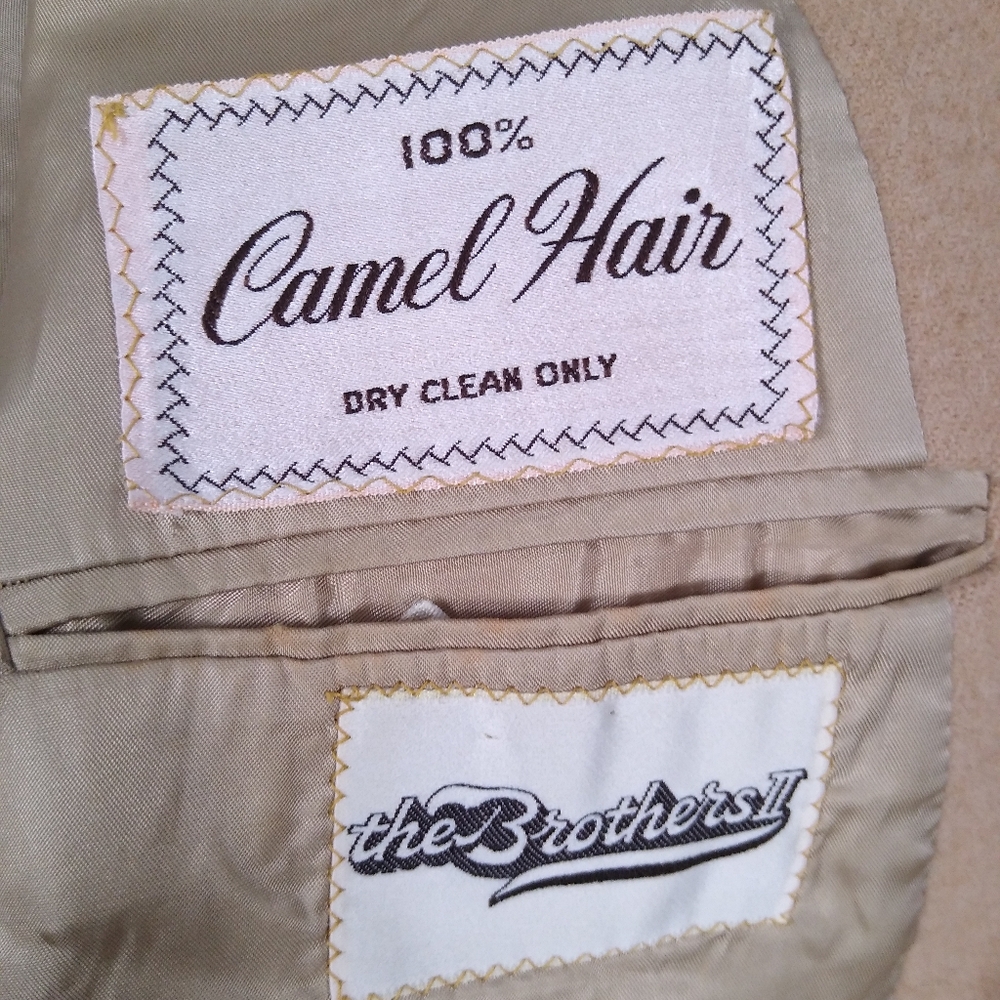 100%
Camel Hair
DRY CLEAN ONLY
the Brothers II